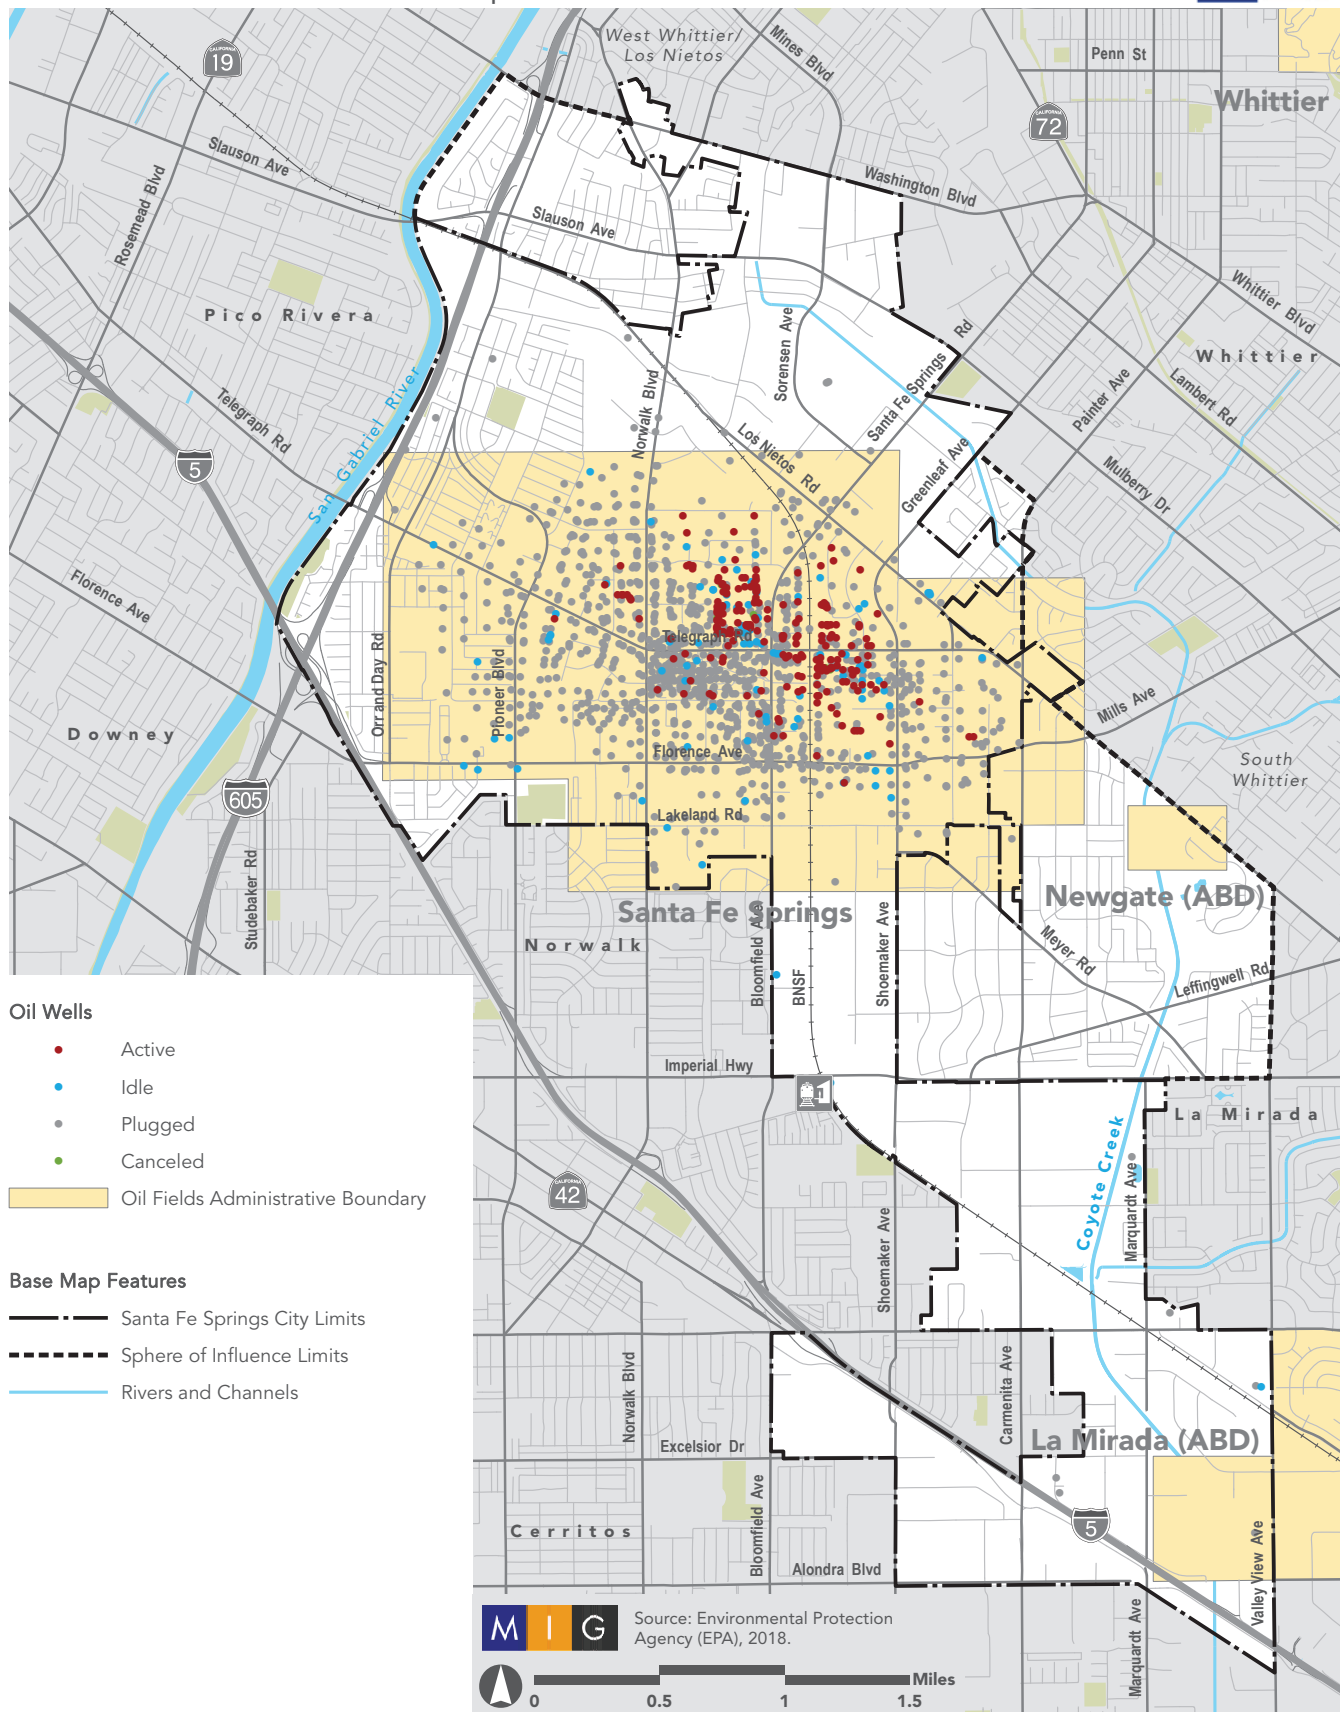 West Whittier/
Los Nietos
Mines Blvd
Penn St
CALIFORNIA
19
Whittier
CALIFORNIA
72
Slauson Ave
Rosemead Blvd
Washington Blvd
Slauson Ave
Whittier Blvd
Pico Rivera
Sorensen Ave
Santa Fe Springs Rd
Whittier
Painter Ave
Lambert Rd
Telegraph Rd
San Gabriel River
Norwalk Blvd
Los Nietos Rd
Greenleaf Ave
Mulberry Dr
5
Florence Ave
Orr and Day Rd
Pioneer Blvd
Telegraph Rd
Mills Ave
Downey
Florence Ave
South
Whittier
605
Lakeland Rd
Studebaker Rd
Santa Fe Springs
Newgate (ABD)
Norwalk
Bloomfield Ave
BNSF
Shoemaker Ave
Meyer Rd
Leffingwell Rd
Oil Wells
Active
Idle
Plugged
Canceled
Oil Fields Administrative Boundary
Imperial Hwy
La Mirada
Coyote Creek
Marquardt Ave
CALIFORNIA
42
Shoemaker Ave
Base Map Features
Santa Fe Springs City Limits
Sphere of Influence Limits
Rivers and Channels
Norwalk Blvd
Carmenita Ave
Excelsior Dr
La Mirada (ABD)
Bloomfield Ave
Cerritos
5
Alondra Blvd
Valley View Ave
Marquardt Ave
M I G
Source: Environmental Protection
Agency (EPA), 2018.
Miles
0 0.5 1 1.5